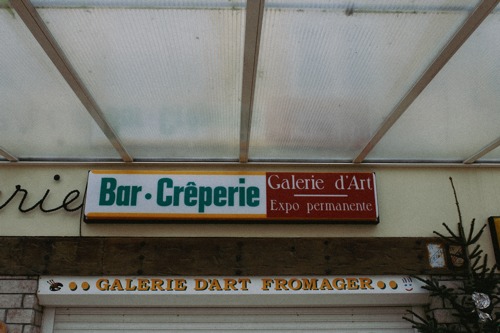 erie
Bar · Crêperie
Galerie d'Art
Expo permanente
GALERIE D'ART FROMAGER